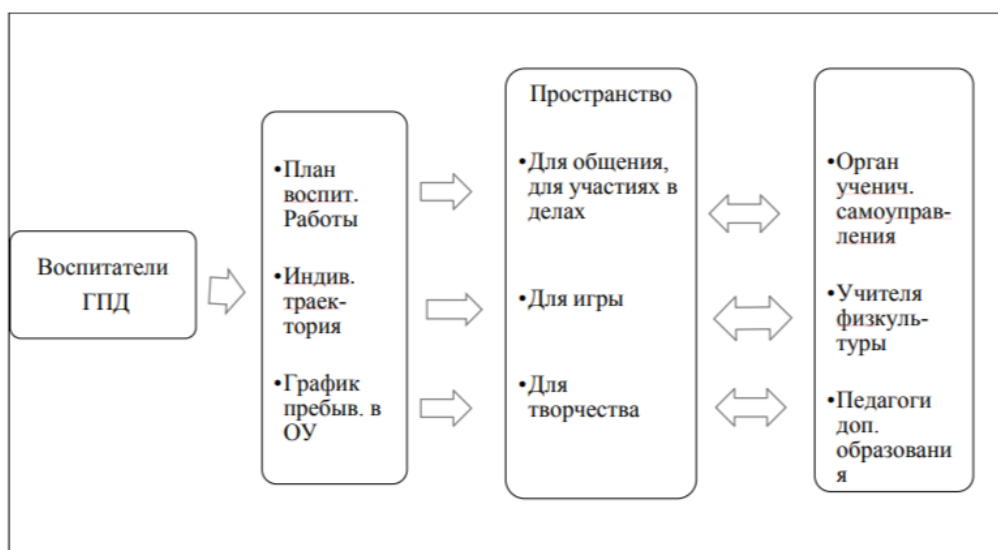 Воспитатели
ГПД
•План
воспит.
Работы
•Индив.
траек-
тория
•График
пребыв. в
ОУ
Пространство
•Для общения,
для участиях в
делах
•Для игры
•Для
творчества
•Орган
ученич.
самоуправ-
ления
•Учителя
физкуль-
туры
•Педагоги
доп.
образовани
я